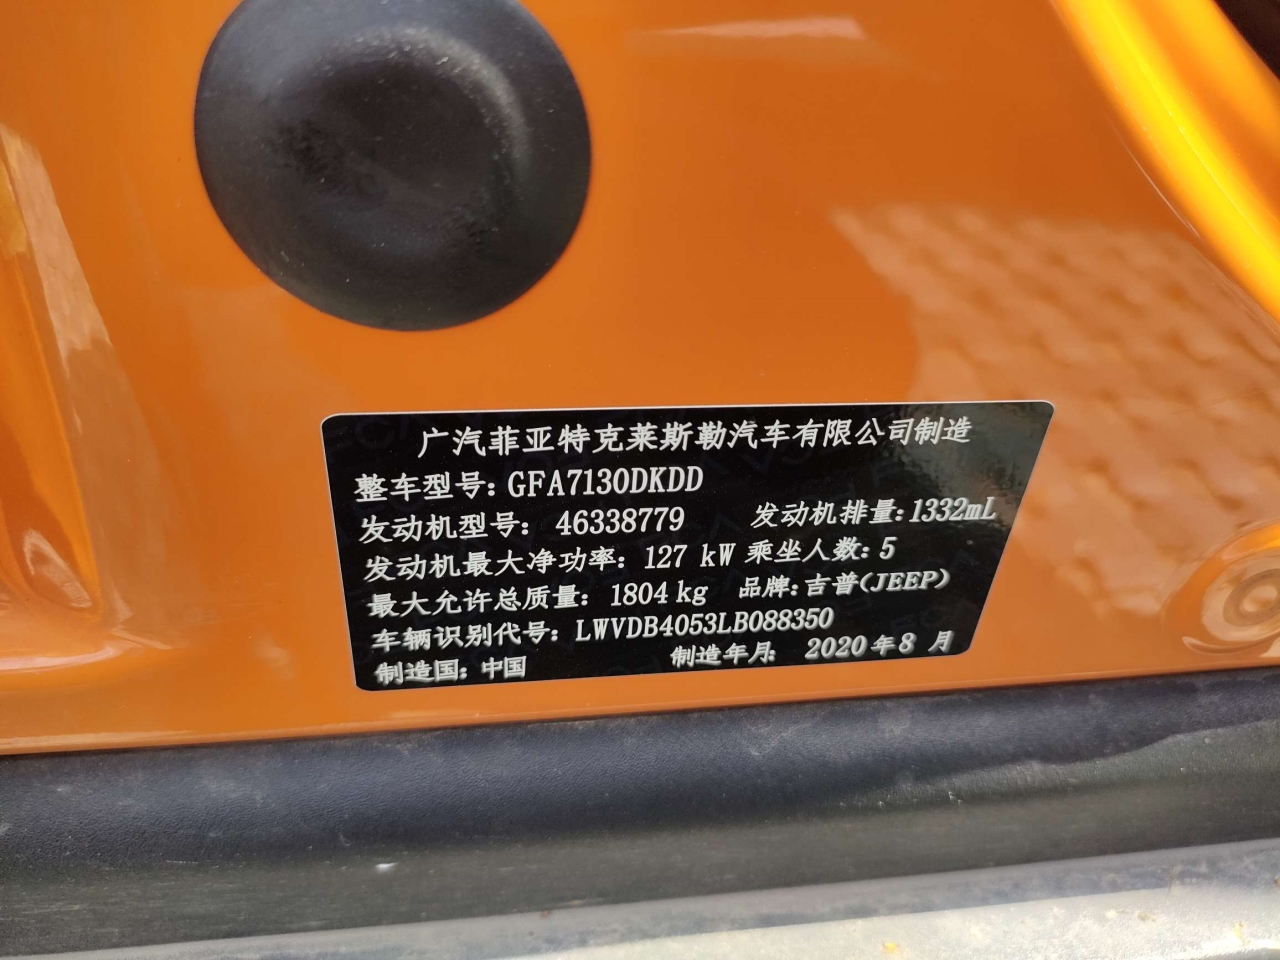 广汽菲亚特克莱斯勒汽车有限公司制造
整车型号: GFA7130DKDD
发动机型号: 46338779 发动机排量: 1332mL
发动机最大净功率: 127 kW 乘坐人数: 5
最大允许总质量: 1804 kg 品牌: 吉普(JEEP)
车辆识别代号: LWVDB4053LB088350
制造国: 中国 制造年月: 2020 年 8 月